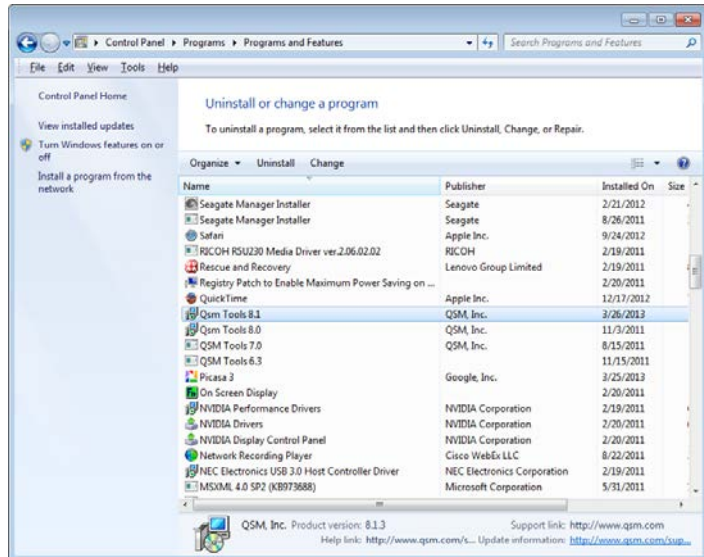 Control Panel ▸ Programs ▸ Programs and Features
Search Programs and Features
File Edit View Tools Help
Control Panel Home
View installed updates
Turn Windows features on or off
Install a program from the network
Uninstall or change a program
To uninstall a program, select it from the list and then click Uninstall, Change, or Repair.
Organize Uninstall Change
Name Publisher Installed On Size
Seagate Manager Installer Seagate 2/21/2012
Seagate Manager Installer Seagate 8/26/2011
Safari Apple Inc. 9/24/2012
RICOH R5U230 Media Driver ver.2.06.02.02 RICOH 2/19/2011
Rescue and Recovery Lenovo Group Limited 2/19/2011
Registry Patch to Enable Maximum Power Saving on ... 2/20/2011
QuickTime Apple Inc. 12/17/2012
Qsm Tools 8.1 QSM, Inc. 3/26/2013
Qsm Tools 8.0 QSM, Inc. 11/3/2011
QSM Tools 7.0 QSM, Inc. 8/15/2011
QSM Tools 6.3 11/15/2011
Picasa 3 Google, Inc. 3/25/2013
On Screen Display 2/20/2011
NVIDIA Performance Drivers NVIDIA Corporation 2/19/2011
NVIDIA Drivers NVIDIA Corporation 2/20/2011
NVIDIA Display Control Panel NVIDIA Corporation 2/20/2011
Network Recording Player Cisco WebEx LLC 8/22/2011
NEC Electronics USB 3.0 Host Controller Driver NEC Electronics Corporation 2/19/2011
MSXML 4.0 SP2 (KB973688) Microsoft Corporation 5/31/2011
QSM, Inc. Product version: 8.1.3 Support link: http://www.qsm.com
Help link: http://www.qsm.com/s... Update information: http://www.qsm.com/sup...